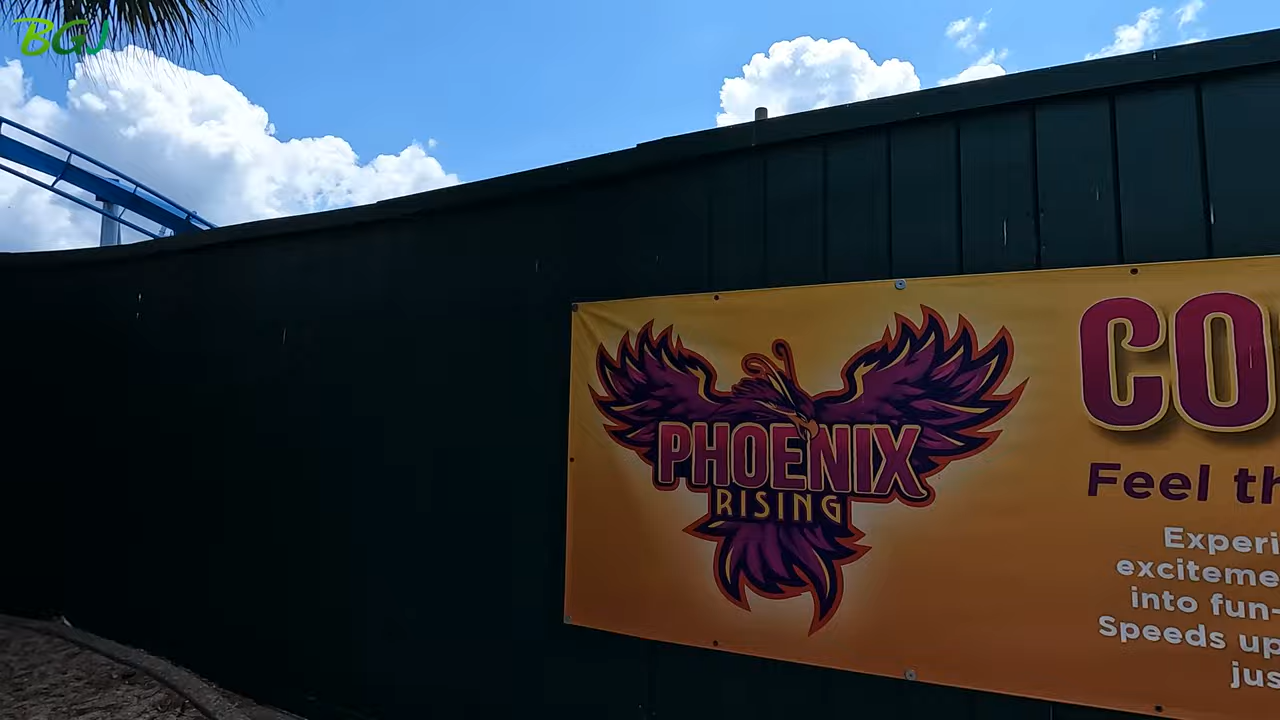 BGJ
PHOENIX
RISING
CO
Feel th
Experi
exciteme
into fun-
Speeds up
jus